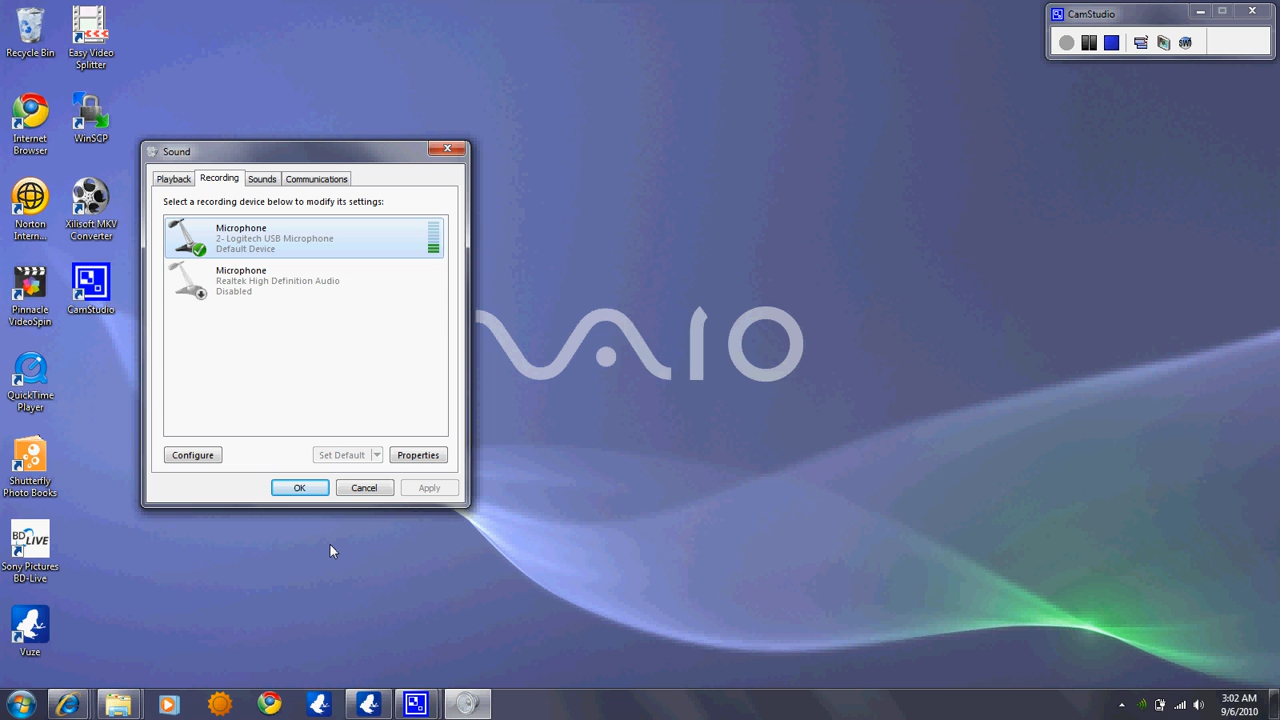 Recycle Bin
Easy Video
Splitter
Internet
Browser
WinSCP
Norton
Intern...
Xilisoft MKV
Converter
Pinnacle
VideoSpin
CamStudio
QuickTime
Player
Shutterfly
Photo Books
BD LIVE
Sony Pictures
BD-Live
Vuze
Sound
Playback
Recording
Sounds
Communications
Select a recording device below to modify its settings:
Microphone
2- Logitech USB Microphone
Default Device
Microphone
Realtek High Definition Audio
Disabled
Configure
Set Default
Properties
OK
Cancel
Apply
VAIO
CamStudio
3:02 AM
9/6/2010